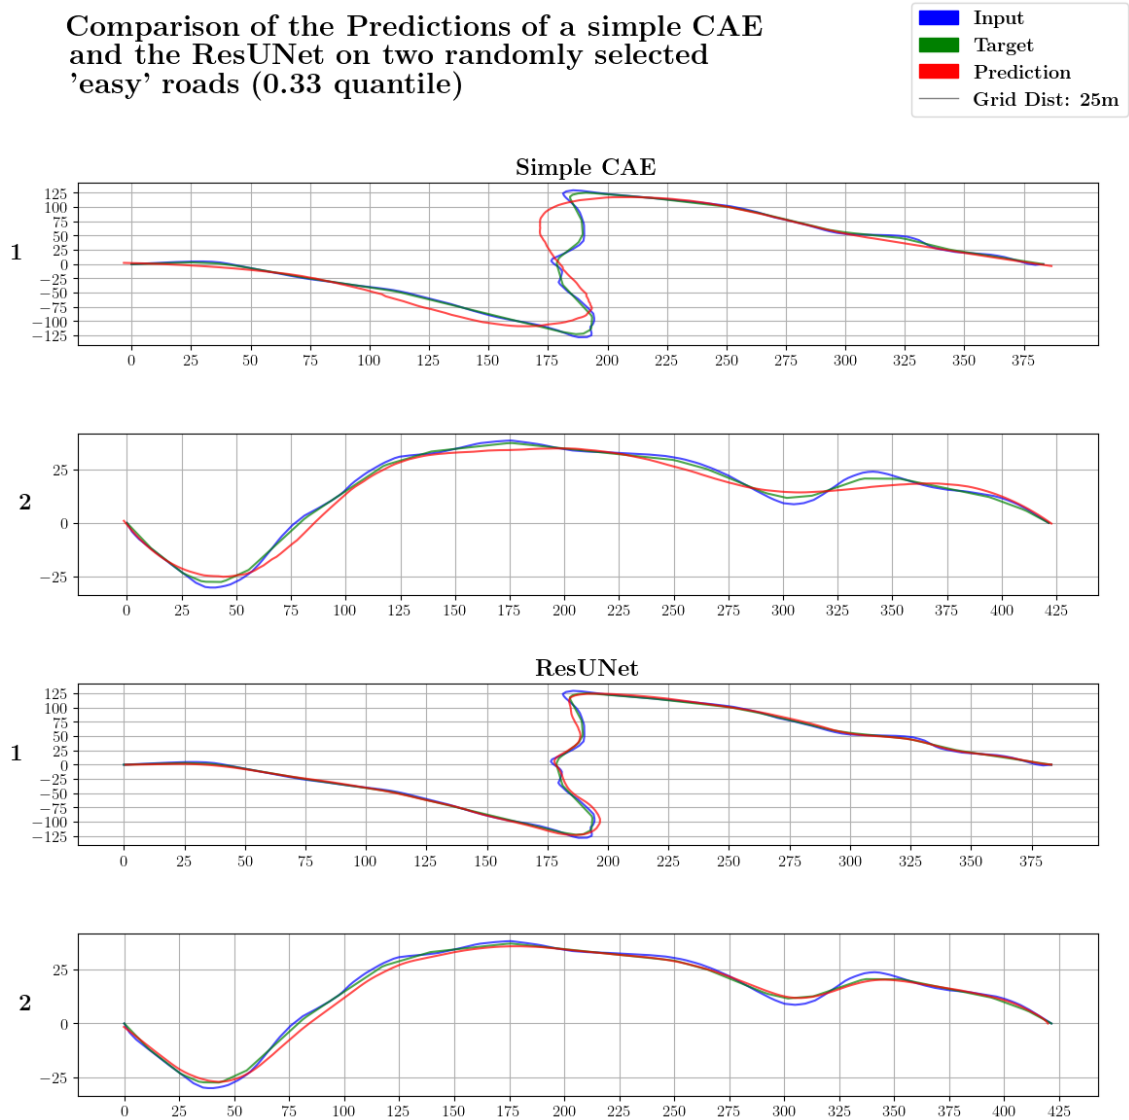 Comparison of the Predictions of a simple CAE
and the ResUNet on two randomly selected
'easy' roads (0.33 quantile)
Input
Target
Prediction
Grid Dist: 25m
Simple CAE
1
125
100
75
50
25
0
−25
−50
−75
−100
−125
0 25 50 75 100 125 150 175 200 225 250 275 300 325 350 375
2
25
0
−25
0 25 50 75 100 125 150 175 200 225 250 275 300 325 350 375 400 425
ResUNet
1
125
100
75
50
25
0
−25
−50
−75
−100
−125
0 25 50 75 100 125 150 175 200 225 250 275 300 325 350 375
2
25
0
−25
0 25 50 75 100 125 150 175 200 225 250 275 300 325 350 375 400 425